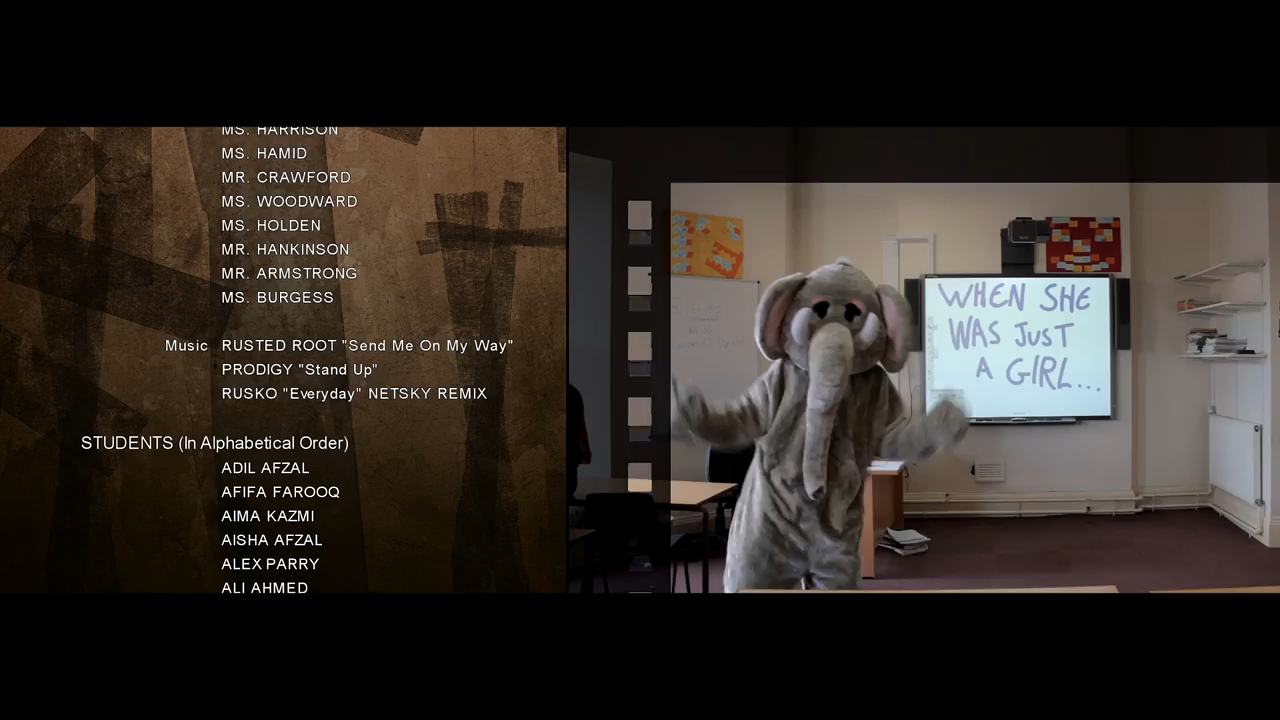 MS. HARRISON
MS. HAMID
MR. CRAWFORD
MS. WOODWARD
MS. HOLDEN
MR. HANKINSON
MR. ARMSTRONG
MS. BURGESS
Music RUSTED ROOT "Send Me On My Way"
PRODIGY "Stand Up"
RUSKO "Everyday" NETSKY REMIX
STUDENTS (In Alphabetical Order)
ADIL AFZAL
AFIFA FAROOQ
AIMA KAZMI
AISHA AFZAL
ALEX PARRY
ALI AHMED
WHEN SHE
WAS JUST
A GIRL...